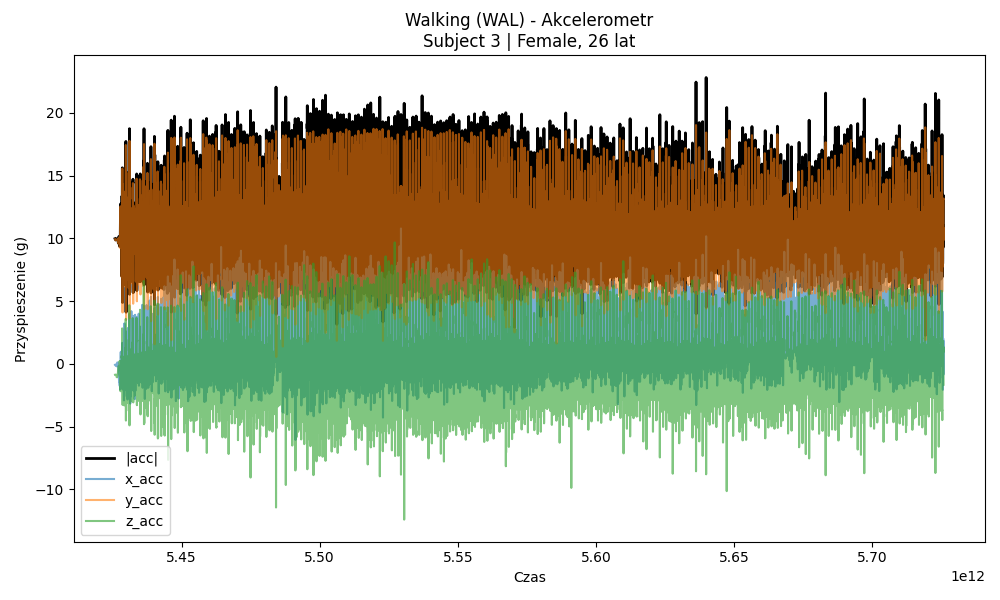 Walking (WAL) - Akcelerometr
Subject 3 | Female, 26 lat
Przyspieszenie (g)
20
15
10
5
0
−5
−10
|acc|
x_acc
y_acc
z_acc
5.45
5.50
5.55
5.60
5.65
5.70
1e12
Czas